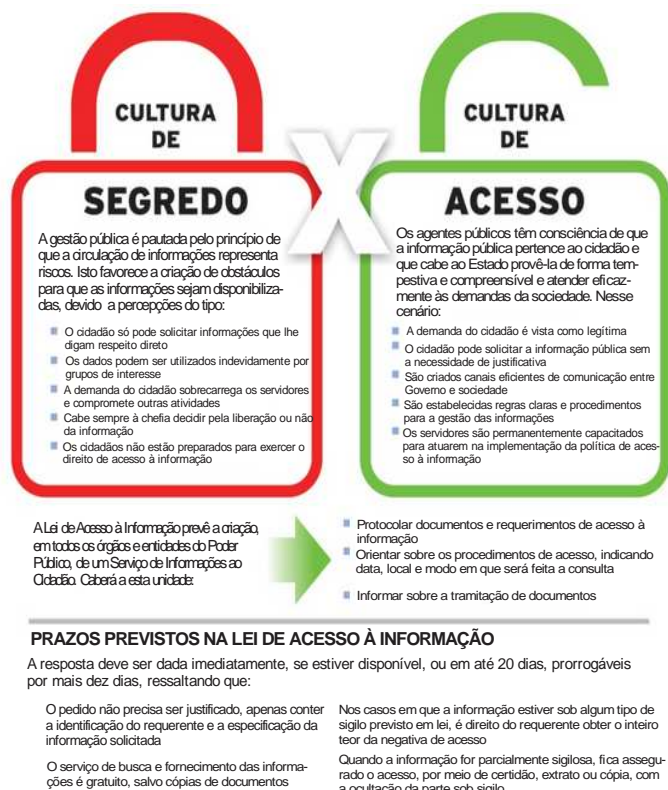 CULTURA
DE
SEGREDO
A gestão pública é pautada pelo princípio de
que a circulação de informações representa
riscos. Isto favorece a criação de obstáculos
para que as informações sejam disponibiliza-
das, devido a percepções do tipo:
O cidadão só pode solicitar informações que lhe
digam respeito direto
Os dados podem ser utilizados indevidamente por
grupos de interesse
A demanda do cidadão sobrecarrega os servidores
e compromete outras atividades
Cabe sempre à chefia decidir pela liberação ou não
da informação
Os cidadãos não estão preparados para exercer o
direito de acesso à informação
X
CULTURA
DE
ACESSO
Os agentes públicos têm consciência de que
a informação pública pertence ao cidadão e
que cabe ao Estado provê-la de forma tem-
pestiva e compreensível e atender eficaz-
mente às demandas da sociedade. Nesse
cenário:
A demanda do cidadão é vista como legítima
O cidadão pode solicitar a informação pública sem
a necessidade de justificativa
São criados canais eficientes de comunicação entre
Governo e sociedade
São estabelecidas regras claras e procedimentos
para a gestão das informações
Os servidores são permanentemente capacitados
para atuarem na implementação da política de aces-
so à informação
A Lei de Acesso à Informação prevê a criação,
em todos os órgãos e entidades do Poder
Público, de um Serviço de Informações ao
Cidadão. Caberá a esta unidade:
Protocolar documentos e requerimentos de acesso à
informação
Orientar sobre os procedimentos de acesso, indicando
data, local e modo em que será feita a consulta
Informar sobre a tramitação de documentos
PRAZOS PREVISTOS NA LEI DE ACESSO À INFORMAÇÃO
A resposta deve ser dada imediatamente, se estiver disponível, ou em até 20 dias, prorrogáveis
por mais dez dias, ressaltando que:
O pedido não precisa ser justificado, apenas conter
a identificação do requerente e a especificação da
informação solicitada
O serviço de busca e fornecimento das informa-
ções é gratuito, salvo cópias de documentos
Nos casos em que a informação estiver sob algum tipo de
sigilo previsto em lei, é direito do requerente obter o inteiro
teor da negativa de acesso
Quando a informação for parcialmente sigilosa, fica assegu-
rado o acesso, por meio de certidão, extrato ou cópia, com
a ocultação da parte sob sigilo